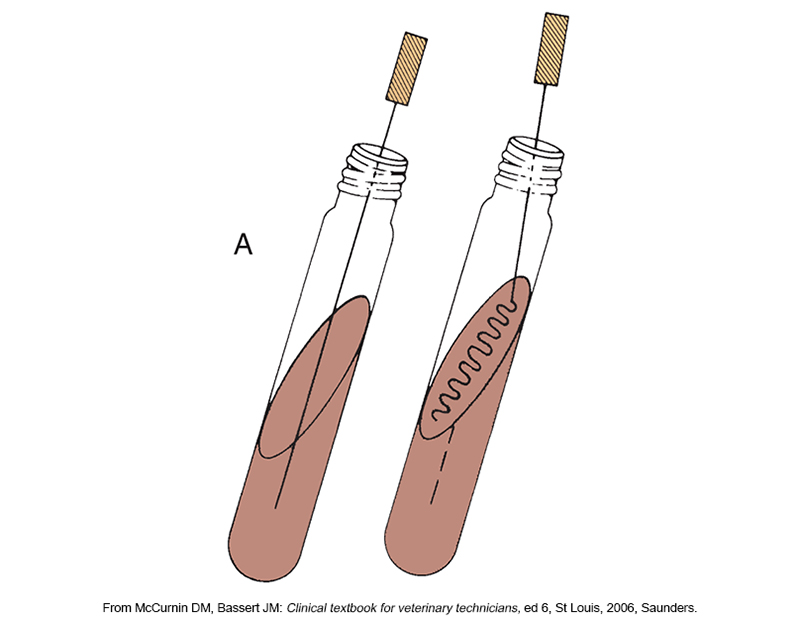 A
From McCurnin DM, Bassert JM: Clinical textbook for veterinary technicians, ed 6, St Louis, 2006, Saunders.